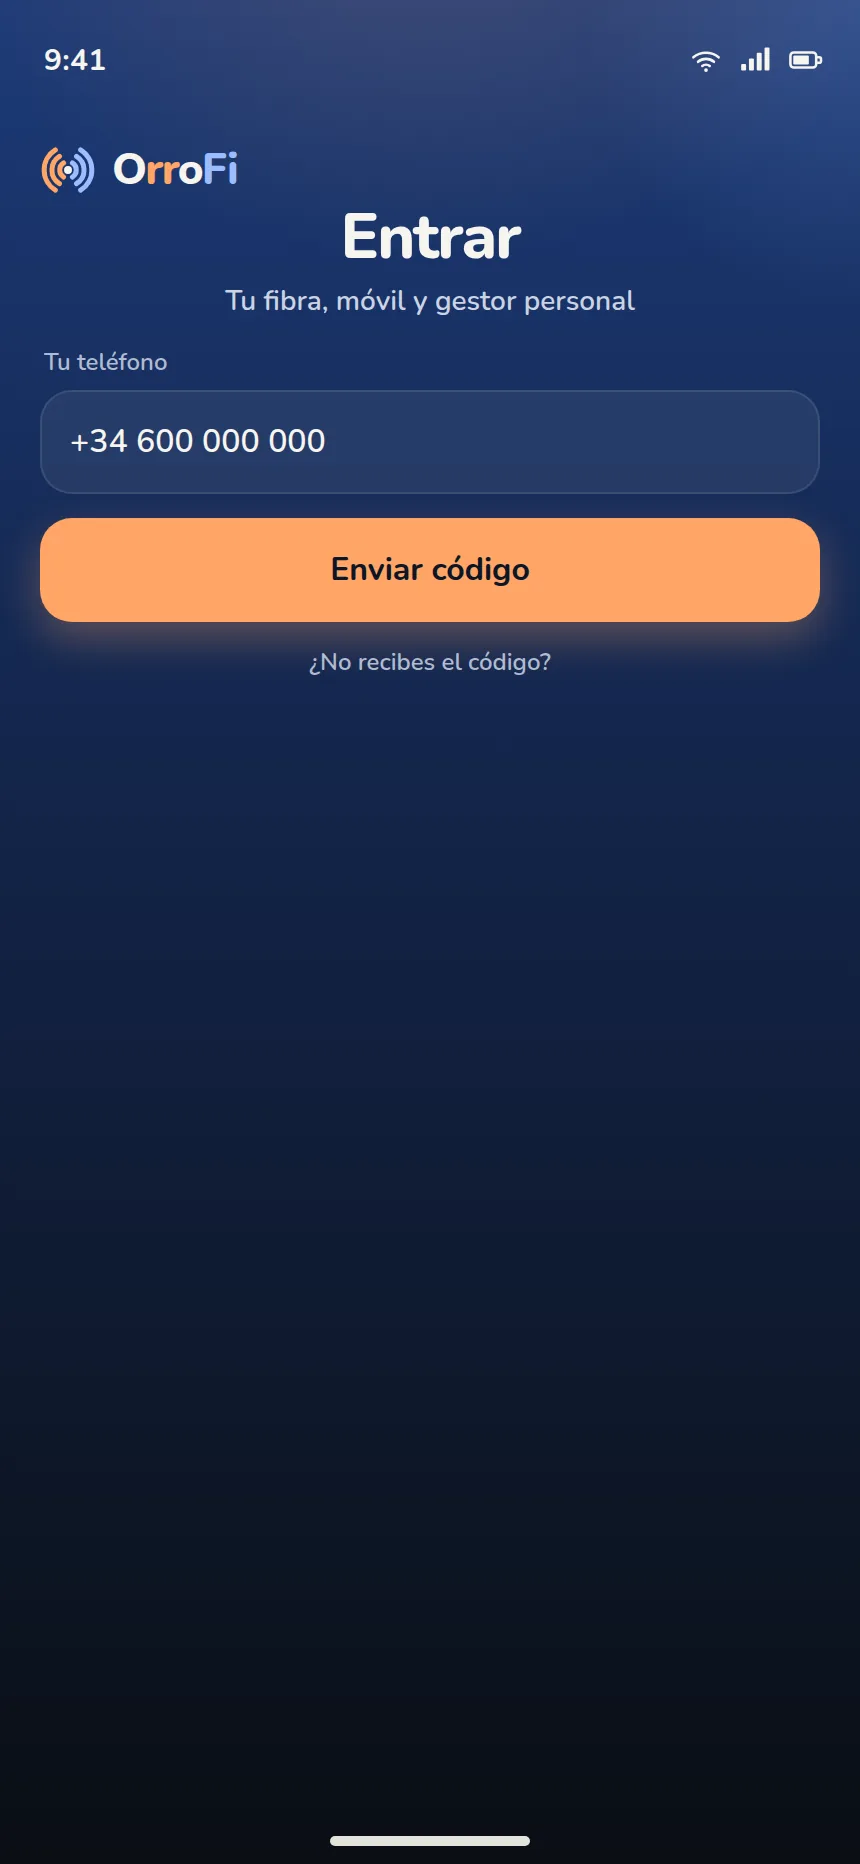 9:41
OrroFi
Entrar
Tu fibra, móvil y gestor personal
Tu teléfono
+34 600 000 000
Enviar código
¿No recibes el código?